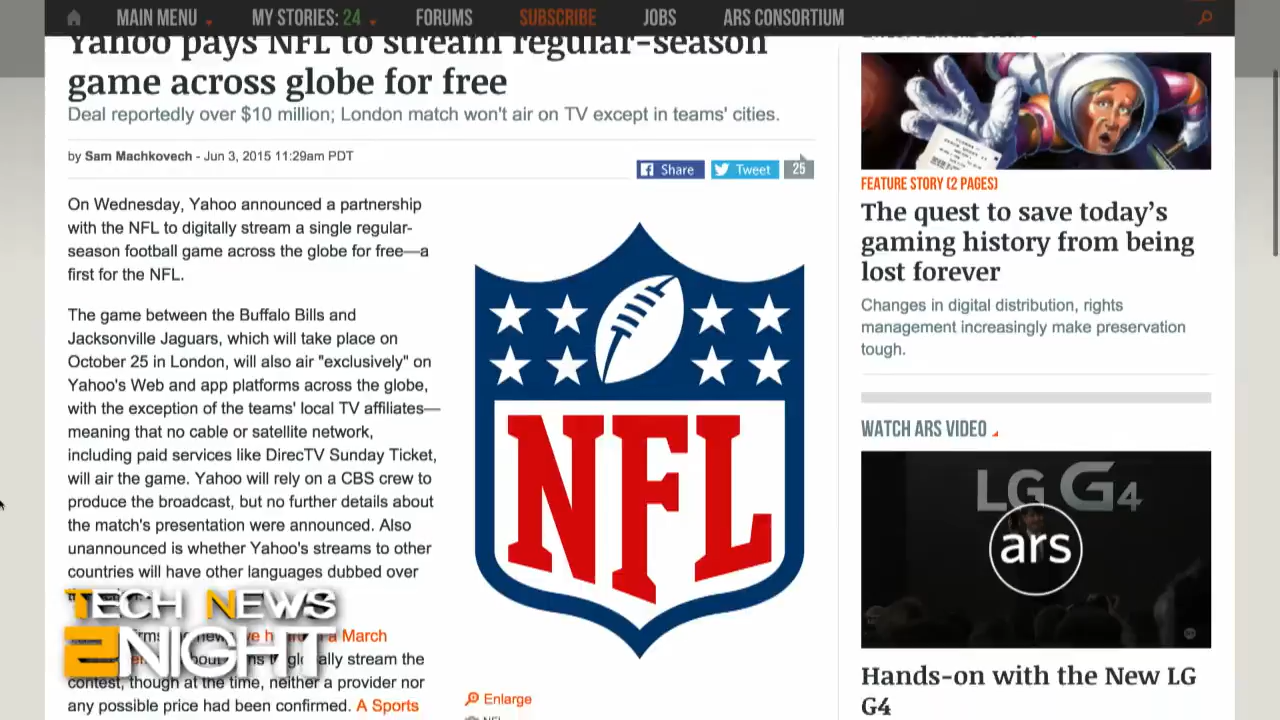 MAIN MENU
MY STORIES: 24
FORUMS
SUBSCRIBE
JOBS
ARS CONSORTIUM
Yahoo pays NFL to stream regular-season
game across globe for free
Deal reportedly over $10 million; London match won't air on TV except in teams' cities.
by Sam Machkovech - Jun 3, 2015 11:29am PDT
Share
Tweet
25
On Wednesday, Yahoo announced a partnership
with the NFL to digitally stream a single regular-
season football game across the globe for free—a
first for the NFL.
The game between the Buffalo Bills and
Jacksonville Jaguars, which will take place on
October 25 in London, will also air "exclusively" on
Yahoo's Web and app platforms across the globe,
with the exception of the teams' local TV affiliates—
meaning that no cable or satellite network,
including paid services like DirecTV Sunday Ticket,
will air the game. Yahoo will rely on a CBS crew to
produce the broadcast, but no further details about
the match's presentation were announced. Also
unannounced is whether Yahoo's streams to other
countries will have other languages dubbed over
a March
stream the
contest, though at the time, neither a provider nor
any possible price had been confirmed. A Sports
TECH NEWS
2NIGHT
NFL
Enlarge
NFL
FEATURE STORY (2 PAGES)
The quest to save today's
gaming history from being
lost forever
Changes in digital distribution, rights
management increasingly make preservation
tough.
WATCH ARS VIDEO
LG G4
ars
Hands-on with the New LG
G4